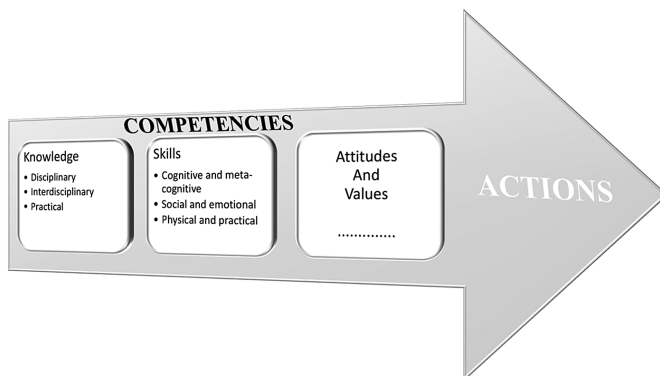 COMPETENCIES
Knowledge
• Disciplinary
• Interdisciplinary
• Practical
Skills
• Cognitive and meta-
cognitive
• Social and emotional
• Physical and practical
Attitudes
And
Values
..............
ACTIONS